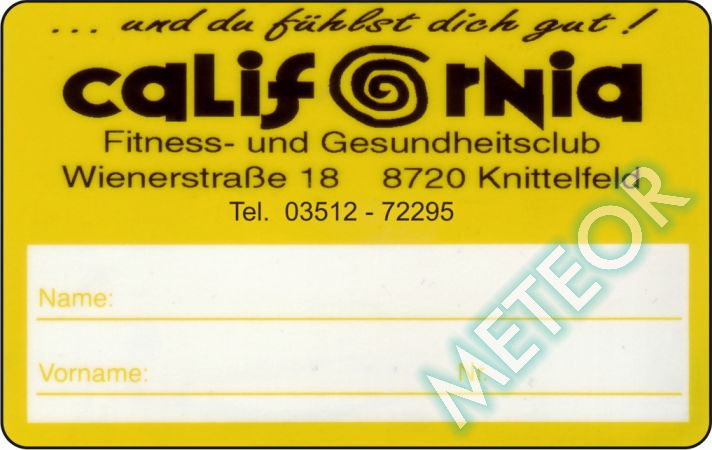 ... und du fühlst dich gut !
california
Fitness- und Gesundheitsclub
Wienerstraße 18 8720 Knittelfeld
Tel. 03512 - 72295
Name:
Vorname: Nr.
METEOR